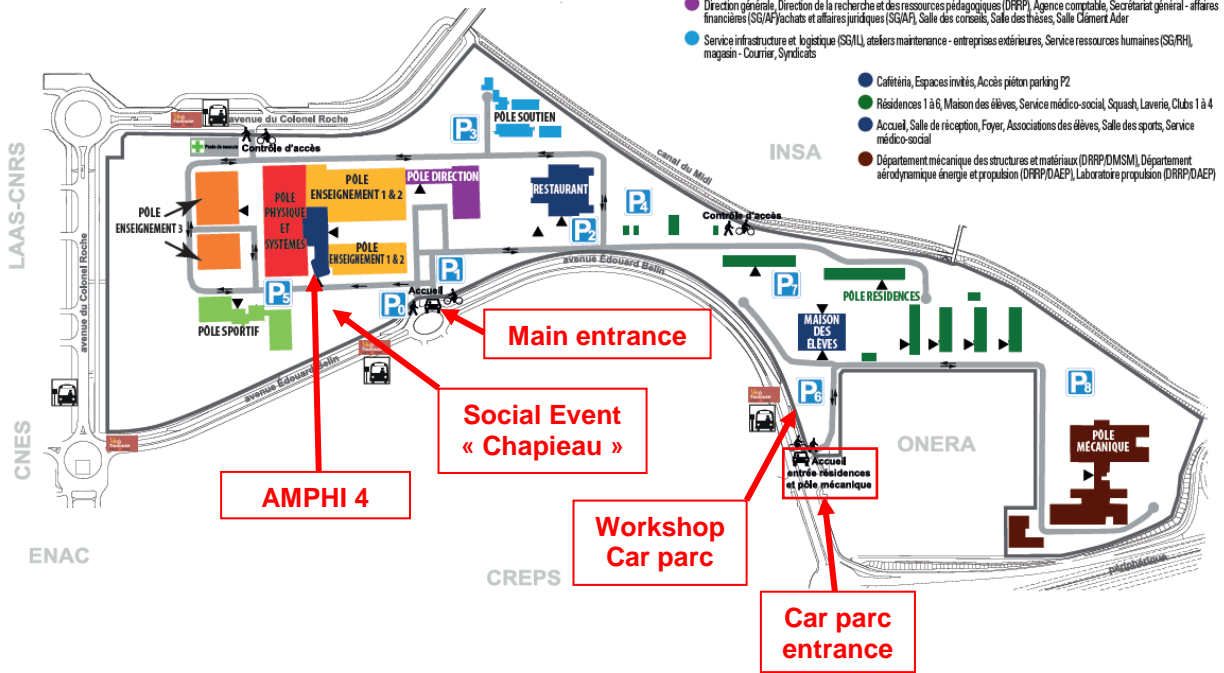 Direction générale, Direction de la recherche et des ressources pédagogiques (DRRP), Agence comptable, Secrétariat général - affaires
financières (SG/AF)/achats et affaires juridiques (SG/AF), Salle des conseils, Salle des thèses, Salle Clément Ader
Service infrastructure et logistique (SG/IL), ateliers maintenance - entreprises extérieures, Service ressources humaines (SG/RH),
magasin - Courrier, Syndicats
Cafétéria, Espaces invités, Accès piéton parking P2
Résidences 1 à 6, Maison des élèves, Service médico-social, Squash, Laverie, Clubs 1 à 4
Accueil, Salle de réception, Foyer, Associations des élèves, Salle des sports, Service
médico-social
Département mécanique des structures et matériaux (DRRP/DMSM), Département
aérodynamique énergie et propulsion (DRRP/DAEP), Laboratoire propulsion (DRRP/DAEP)
avenue du Colonel Roche
Contrôle d'accès
P3
PÔLE SOUTIEN
canal du Midi
INSA
LAAS-CNRS
PÔLE
ENSEIGNEMENT 3
PÔLE
PHYSIQUE
ET
SYSTÈMES
PÔLE
ENSEIGNEMENT 1 & 2
PÔLE DIRECTION
RESTAURANT
P4
Contrôle d'accès
P2
PÔLE
ENSEIGNEMENT 1 & 2
avenue Édouard Belin
P1
P5
Accueil
P0
P7
PÔLE RÉSIDENCES
avenue du Colonel Roche
PÔLE SPORTIF
MAISON
DES
ÉLÈVES
Main entrance
avenue Édouard Belin
P6
P8
Social Event
« Chapieau »
CNES
ONERA
PÔLE
MÉCANIQUE
Accueil
entrée résidences
et pôle mécanique
AMPHI 4
Workshop
Car parc
ENAC
CREPS
périphérique
Car parc
entrance